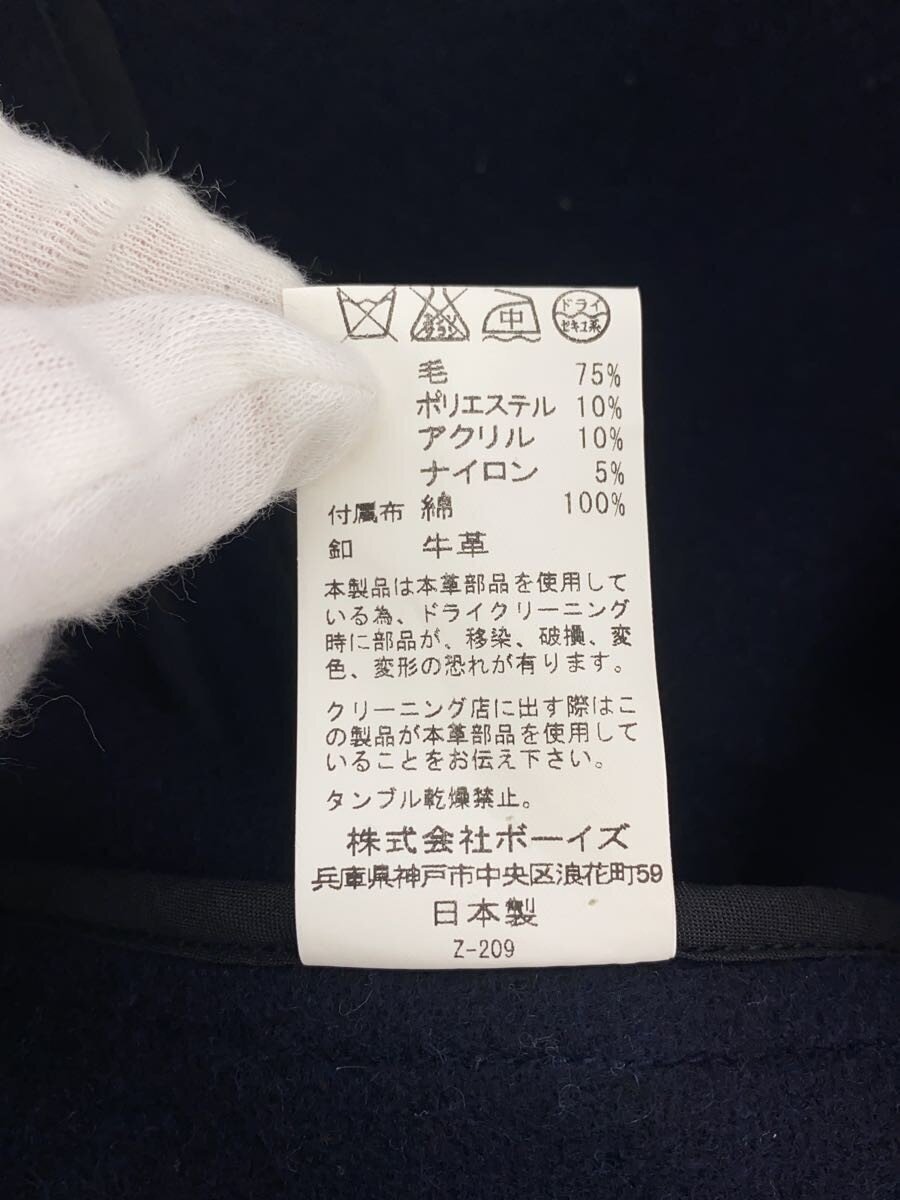 エンソ サラシ 中 ドライ セキユ系
毛 75%
ポリエステル 10%
アクリル 10%
ナイロン 5%
付属布 綿 100%
釦 牛革
本製品は本革部品を使用して
いる為、ドライクリーニング
時に部品が、移染、破損、変
色、変形の恐れが有ります。
クリーニング店に出す際はこ
の製品が本革部品を使用して
いることをお伝え下さい。
タンブル乾燥禁止。
株式会社ボーイズ
兵庫県神戸市中央区浪花町59
日本製
Z-209